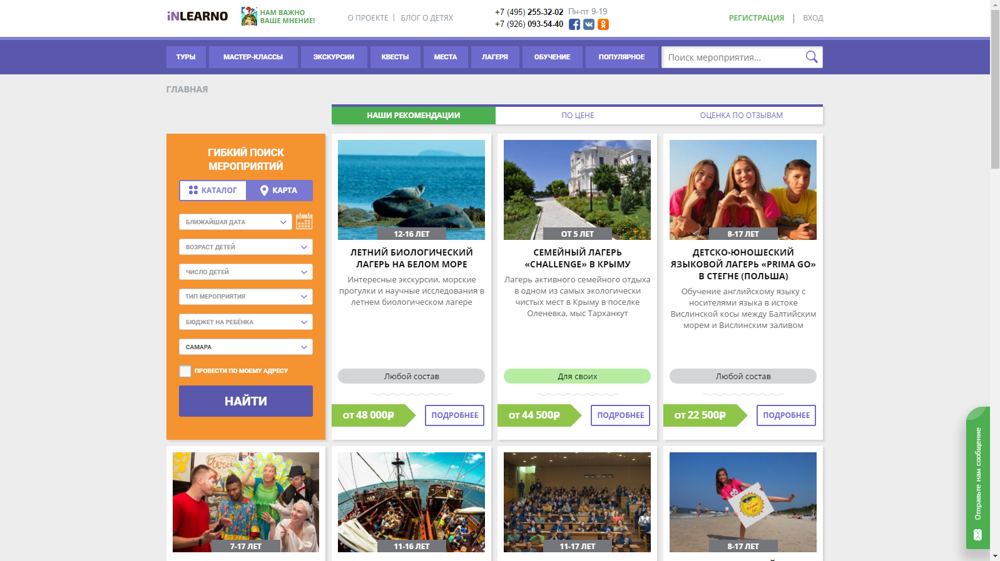 INLEARNO
НАМ ВАЖНО
ВАШЕ МНЕНИЕ!
О ПРОЕКТЕ | БЛОГ О ДЕТЯХ
+7 (495) 255-32-02 Пн-пт 9-19
+7 (926) 093-54-40
РЕГИСТРАЦИЯ | ВХОД
ТУРЫ
МАСТЕР-КЛАССЫ
ЭКСКУРСИИ
КВЕСТЫ
МЕСТА
ЛАГЕРЯ
ОБУЧЕНИЕ
ПОПУЛЯРНОЕ
Поиск мероприятия...
ГЛАВНАЯ
НАШИ РЕКОМЕНДАЦИИ
ПО ЦЕНЕ
ОЦЕНКА ПО ОТЗЫВАМ
ГИБКИЙ ПОИСК
МЕРОПРИЯТИЙ
КАТАЛОГ
КАРТА
БЛИЖАЙШАЯ ДАТА
ВОЗРАСТ ДЕТЕЙ
ЧИСЛО ДЕТЕЙ
ТИП МЕРОПРИЯТИЯ
БЮДЖЕТ НА РЕБЁНКА
САМАРА
ПРОВЕСТИ ПО МОЕМУ АДРЕСУ
НАЙТИ
12-16 ЛЕТ
ЛЕТНИЙ БИОЛОГИЧЕСКИЙ
ЛАГЕРЬ НА БЕЛОМ МОРЕ
Интересные экскурсии, морские
прогулки и научные исследования в
летнем биологическом лагере
Любой состав
ОТ 48 000₽
ПОДРОБНЕЕ
ОТ 5 ЛЕТ
СЕМЕЙНЫЙ ЛАГЕРЬ
«CHALLENGE» В КРЫМУ
Лагерь активного семейного отдыха
в одном из самых экологически
чистых мест в Крыму в поселке
Оленевка, мыс Тарханкут
Для своих
ОТ 44 500₽
ПОДРОБНЕЕ
8-17 ЛЕТ
ДЕТСКО-ЮНОШЕСКИЙ
ЯЗЫКОВОЙ ЛАГЕРЬ «PRIMA GO»
В СТЕГНЕ (ПОЛЬША)
Обучение английскому языку с
носителями языка в истоке
Вислинской косы между Балтийским
морем и Вислинским заливом
Любой состав
ОТ 22 500₽
ПОДРОБНЕЕ
7-17 ЛЕТ
11-16 ЛЕТ
11-17 ЛЕТ
8-17 ЛЕТ
Отправьте нам сообщение